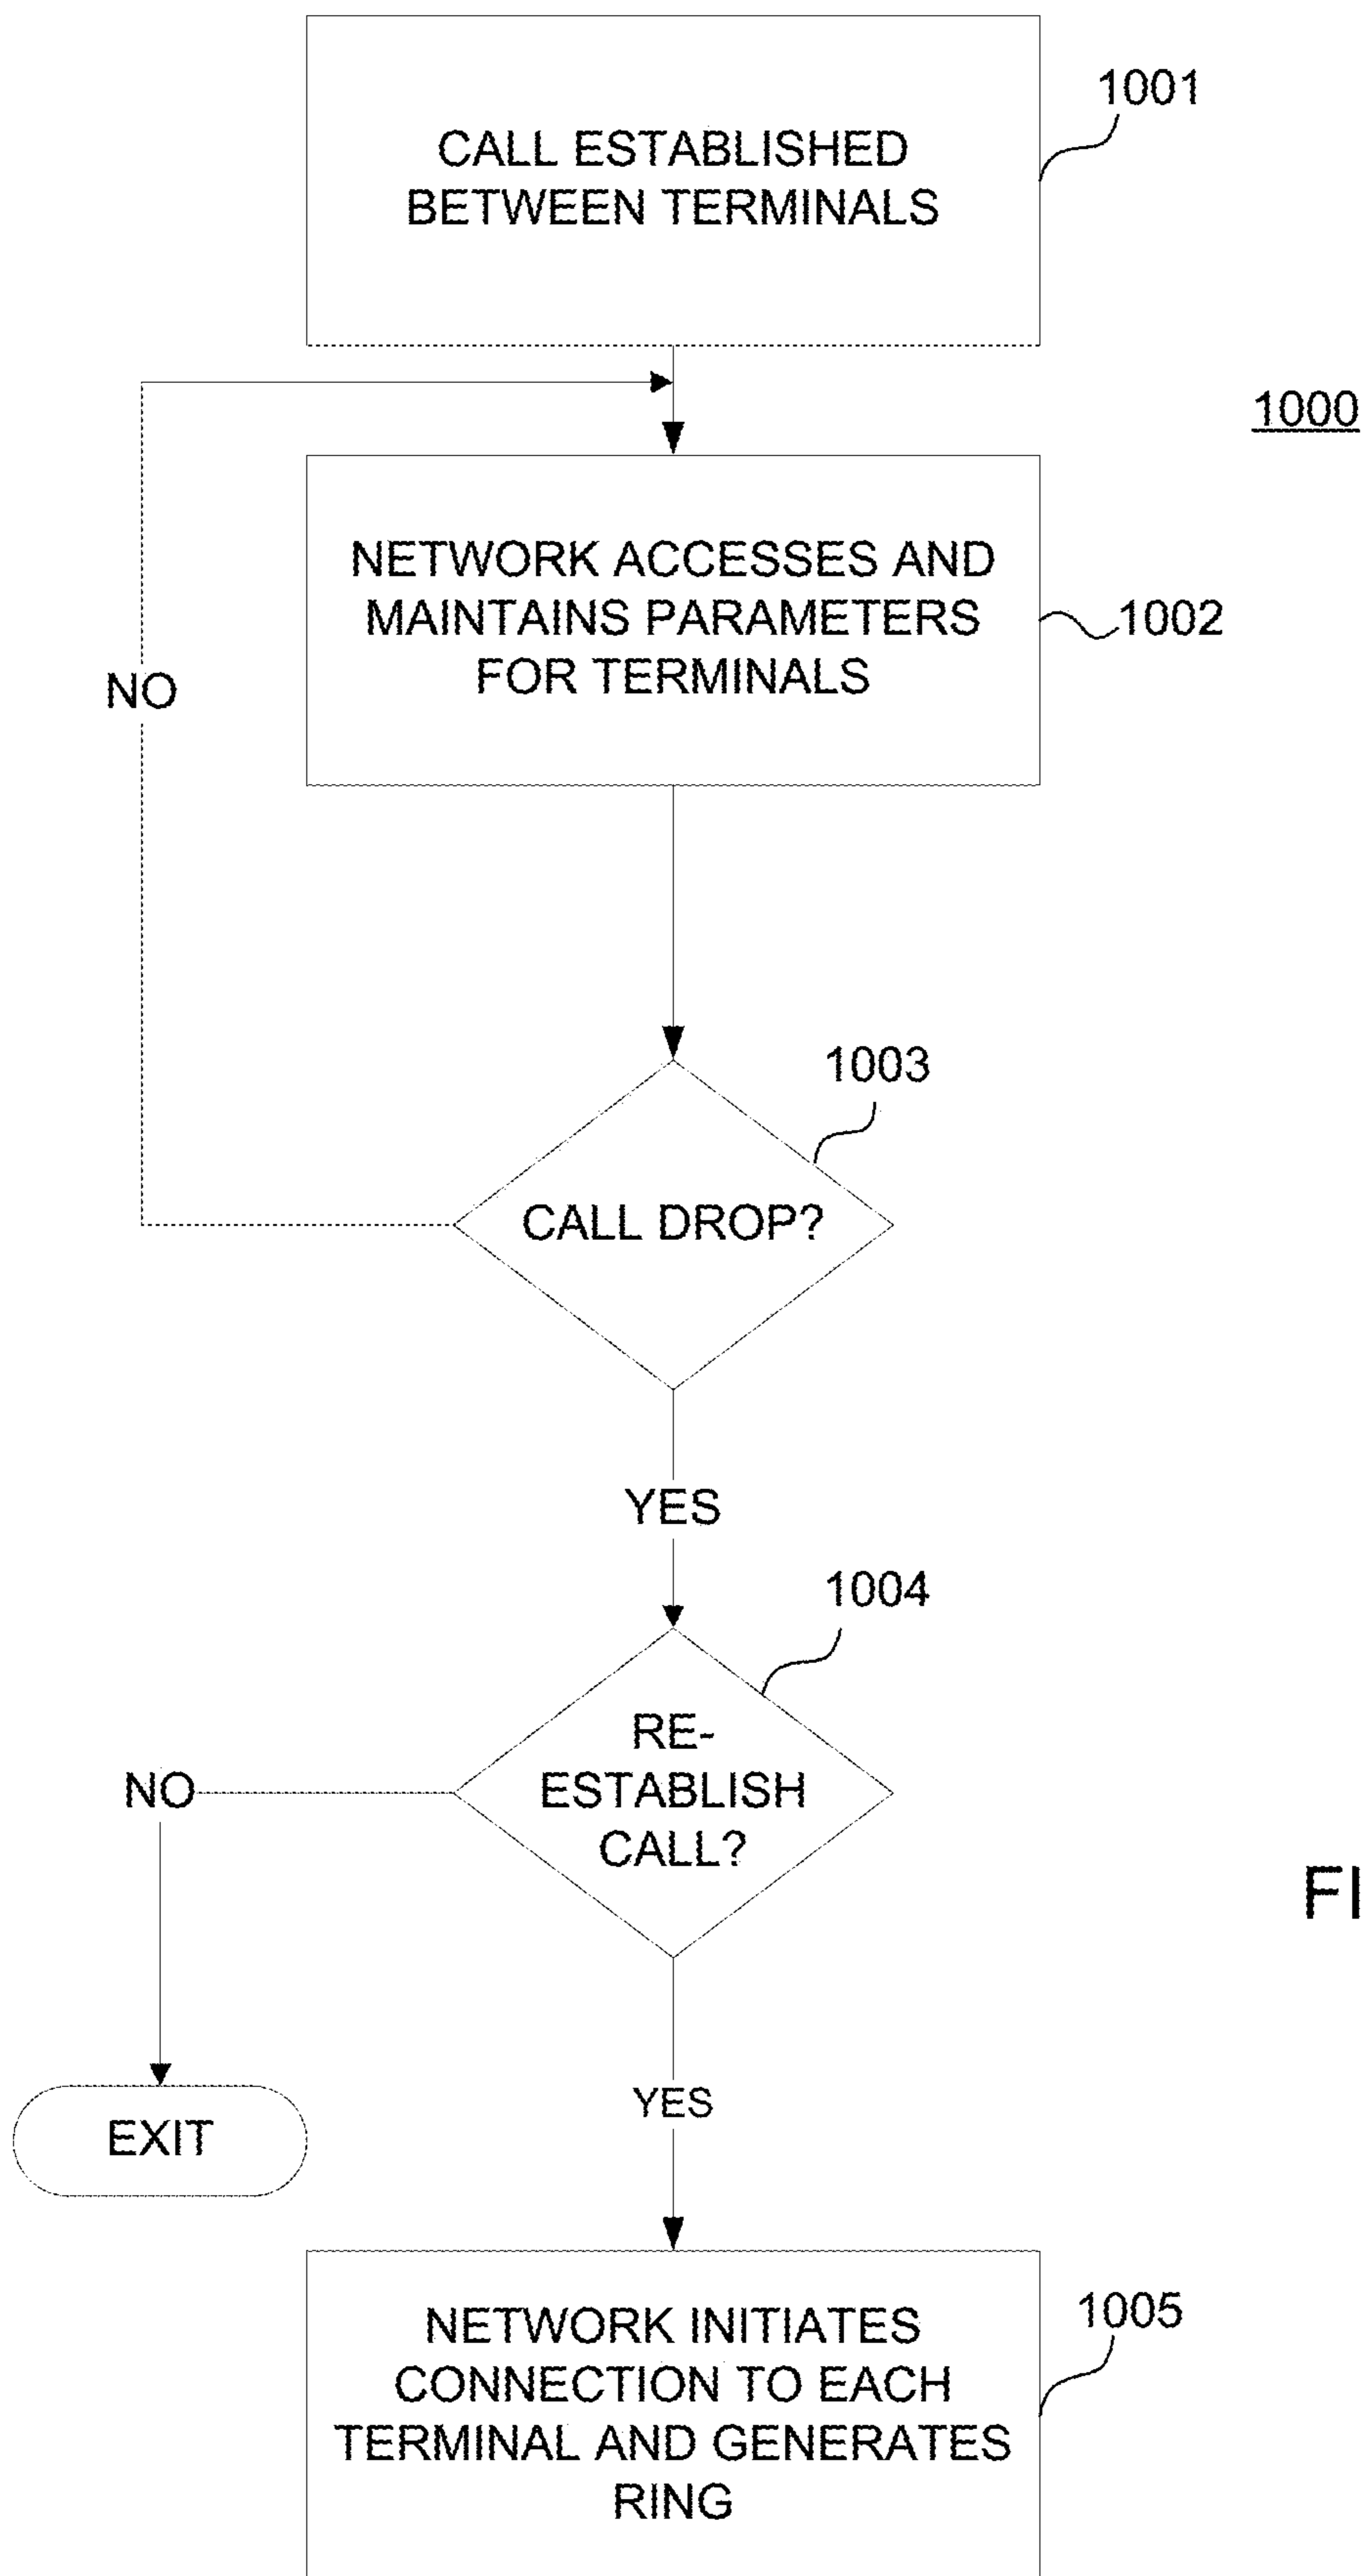 1001
CALL ESTABLISHED
BETWEEN TERMINALS
1000
NETWORK ACCESSES AND
MAINTAINS PARAMETERS
FOR TERMINALS
1002
NO
1003
CALL DROP?
YES
1004
RE-
ESTABLISH
CALL?
NO
FI
EXIT
YES
1005
NETWORK INITIATES
CONNECTION TO EACH
TERMINAL AND GENERATES
RING